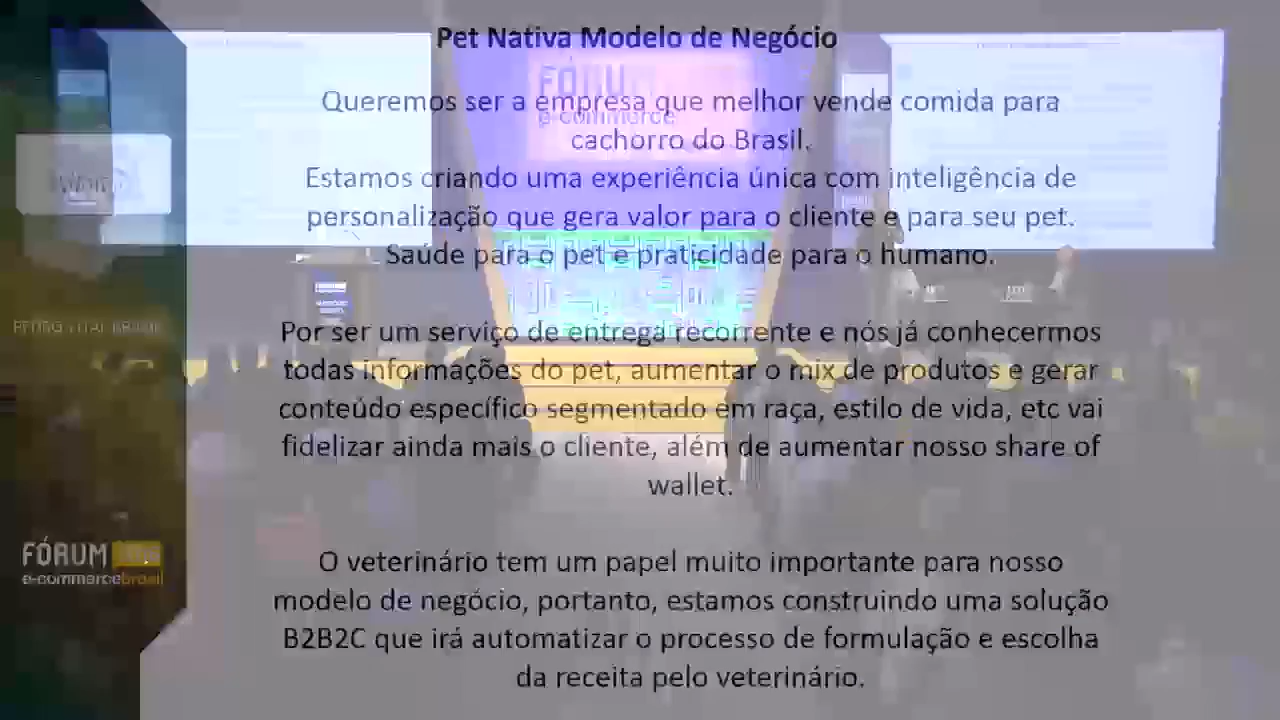 Pet Nativa Modelo de Negócio
FÓRUM
e-commerce
Queremos ser a empresa que melhor vende comida para
cachorro do Brasil.
Estamos criando uma experiência única com inteligência de
personalização que gera valor para o cliente e para seu pet.
Saúde para o pet e praticidade para o humano.
Por ser um serviço de entrega recorrente e nós já conhecermos
todas informações do pet, aumentar o mix de produtos e gerar
conteúdo específico segmentado em raça, estilo de vida, etc vai
fidelizar ainda mais o cliente, além de aumentar nosso share of
wallet.
O veterinário tem um papel muito importante para nosso
modelo de negócio, portanto, estamos construindo uma solução
B2B2C que irá automatizar o processo de formulação e escolha
da receita pelo veterinário.
FÓRUM
e-commercebrasil